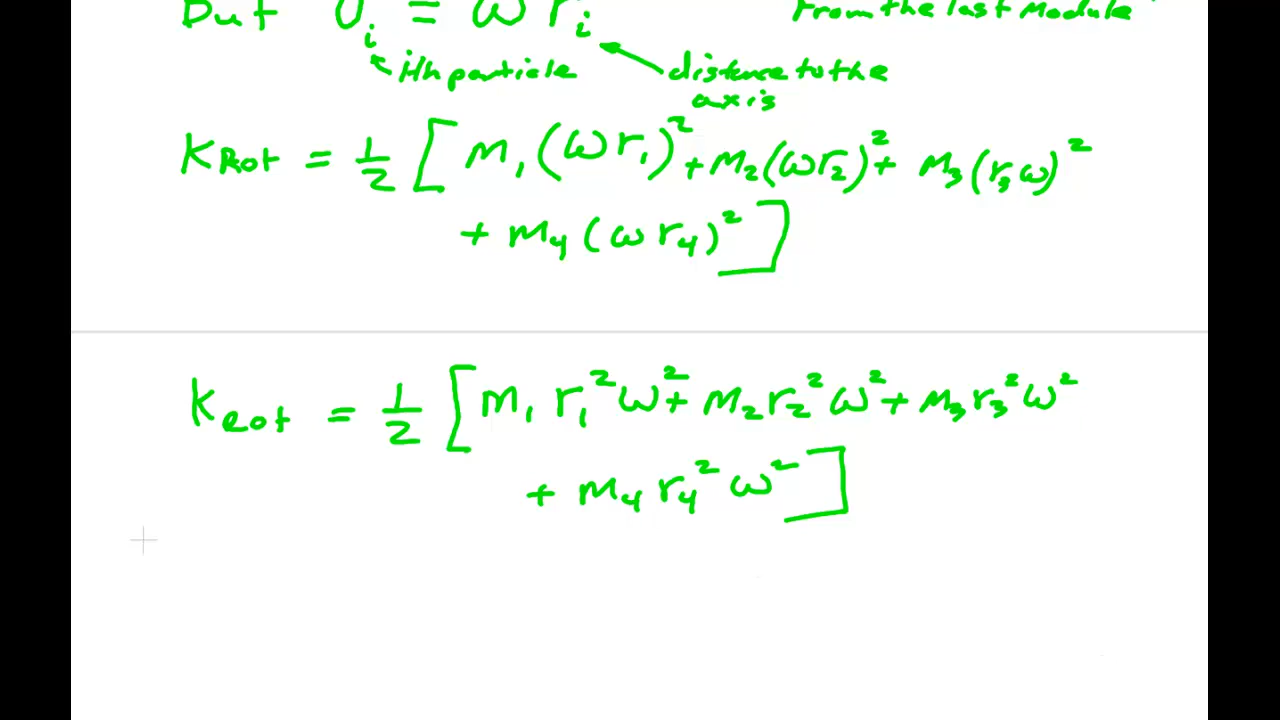 But v_i = ω r_i From the last Module
ith particle distance to the
axis
K_Rot = 1/2 [ m_1 (ω r_1)^2 + m_2 (ω r_2)^2 + m_3 (r_3 ω)^2
+ m_4 (ω r_4)^2 ]
K_Rot = 1/2 [ m_1 r_1^2 ω^2 + m_2 r_2^2 ω^2 + m_3 r_3^2 ω^2
+ m_4 r_4^2 ω^2 ]